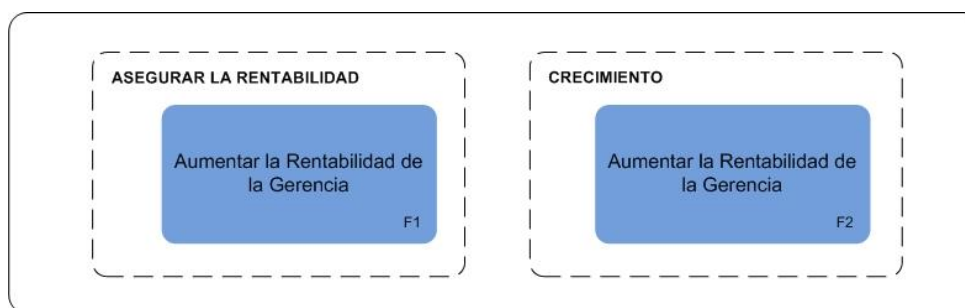 ASEGURAR LA RENTABILIDAD
Aumentar la Rentabilidad de
la Gerencia
F1
CRECIMIENTO
Aumentar la Rentabilidad de
la Gerencia
F2